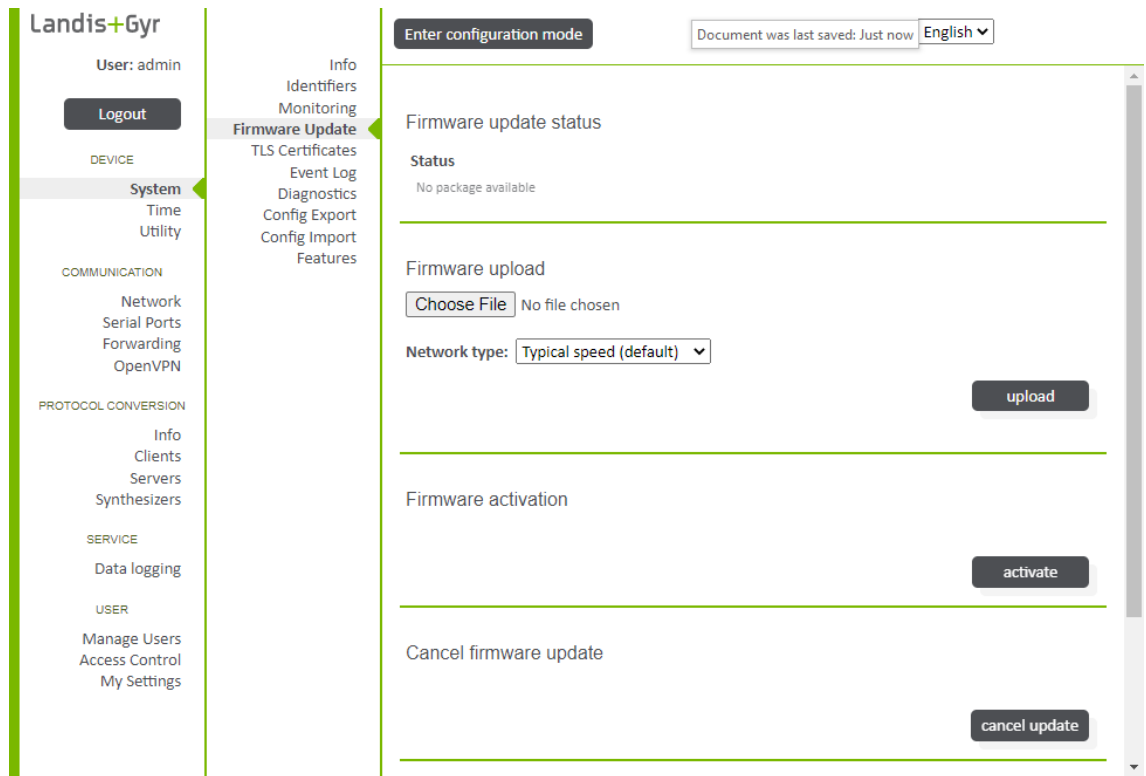 Landis+Gyr
User: admin
Logout
DEVICE
System
Time
Utility
COMMUNICATION
Network
Serial Ports
Forwarding
OpenVPN
PROTOCOL CONVERSION
Info
Clients
Servers
Synthesizers
SERVICE
Data logging
USER
Manage Users
Access Control
My Settings
Info
Identifiers
Monitoring
Firmware Update
TLS Certificates
Event Log
Diagnostics
Config Export
Config Import
Features
Enter configuration mode
Document was last saved: Just now
English
Firmware update status
Status
No package available
Firmware upload
Choose File No file chosen
Network type: Typical speed (default)
upload
Firmware activation
activate
Cancel firmware update
cancel update